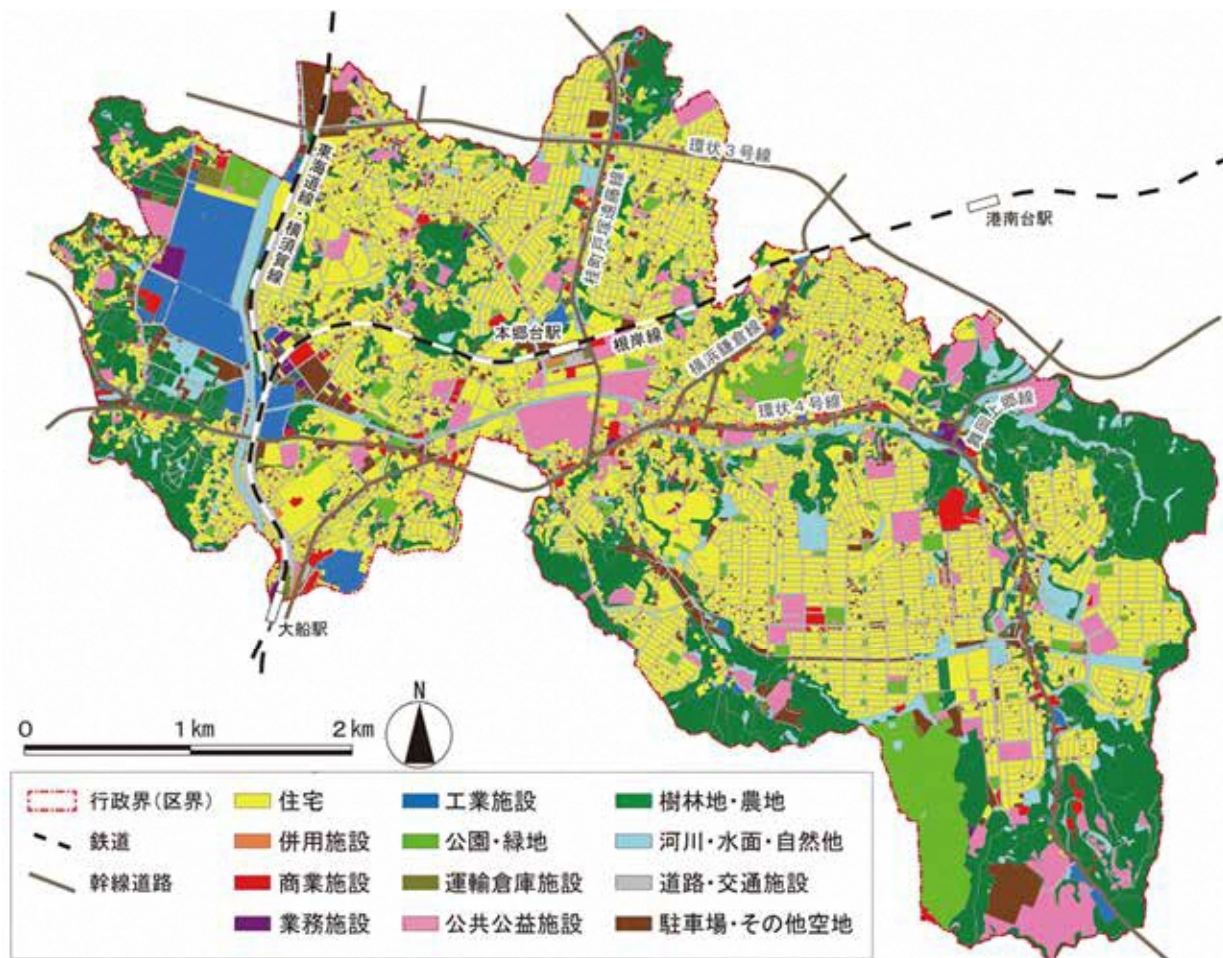 環状3号線
東海道線・横須賀線
桂町戸塚遠藤線
港南台駅
本郷台駅
根岸線
横浜鎌倉線
環状4号線
舞岡上郷線
大船駅
N
0 1km 2km
行政界(区界)
鉄道
幹線道路
住宅
併用施設
商業施設
業務施設
工業施設
公園・緑地
運輸倉庫施設
公共公益施設
樹林地・農地
河川・水面・自然他
道路・交通施設
駐車場・その他空地